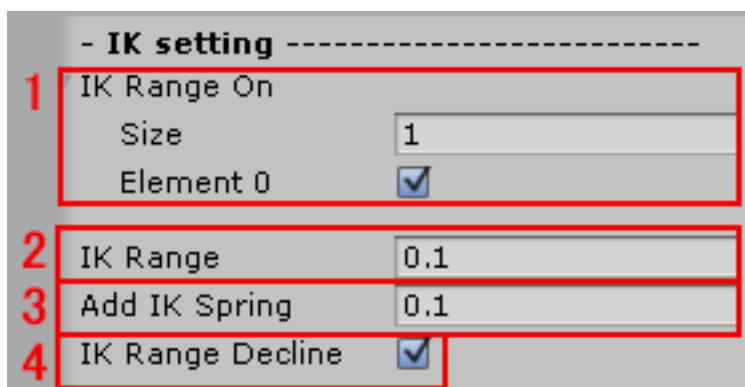 - IK setting --------------------------
1 IK Range On
Size 1
Element 0
2 IK Range 0.1
3 Add IK Spring 0.1
4 IK Range Decline